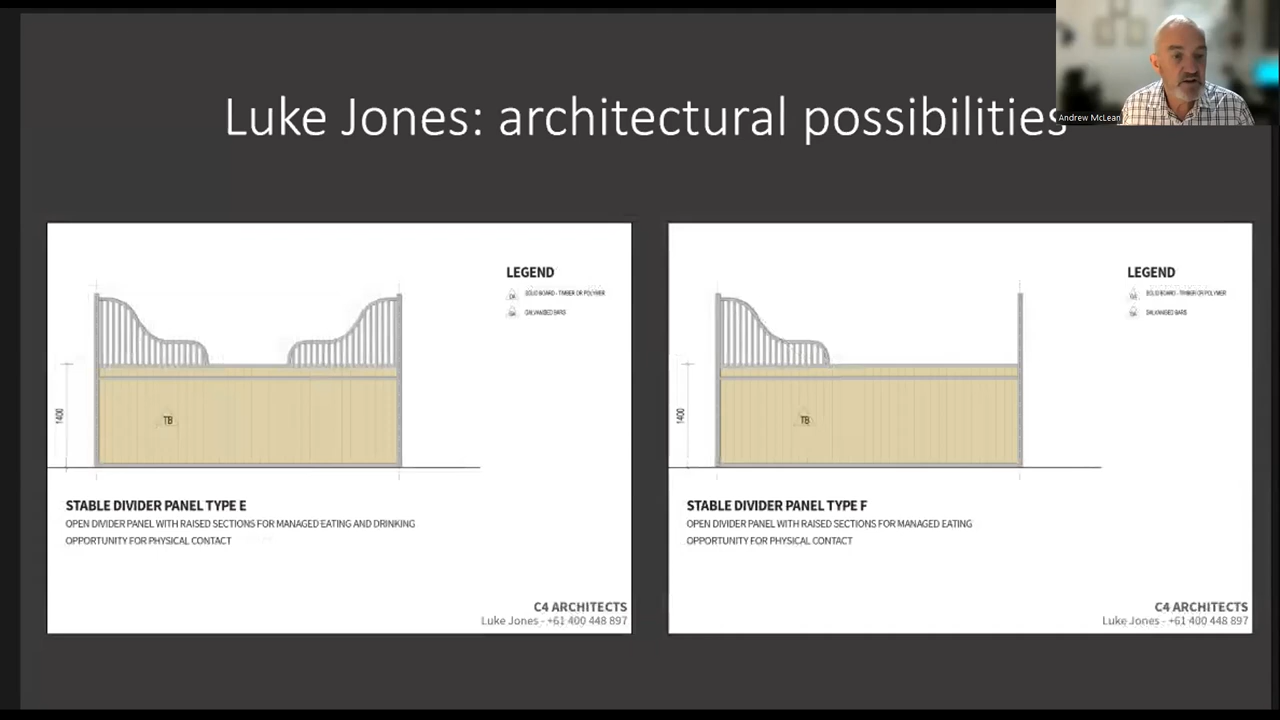 Luke Jones: architectural possibilities
Andrew McLean
LEGEND
SOLID BOARD - TIMBER OR POLYMER
GALVANISED BARS
1400
TB
STABLE DIVIDER PANEL TYPE E
OPEN DIVIDER PANEL WITH RAISED SECTIONS FOR MANAGED EATING AND DRINKING
OPPORTUNITY FOR PHYSICAL CONTACT
C4 ARCHITECTS
Luke Jones - +61 400 448 897
LEGEND
SOLID BOARD - TIMBER OR POLYMER
GALVANISED BARS
1400
TB
STABLE DIVIDER PANEL TYPE F
OPEN DIVIDER PANEL WITH RAISED SECTIONS FOR MANAGED EATING
OPPORTUNITY FOR PHYSICAL CONTACT
C4 ARCHITECTS
Luke Jones - +61 400 448 897